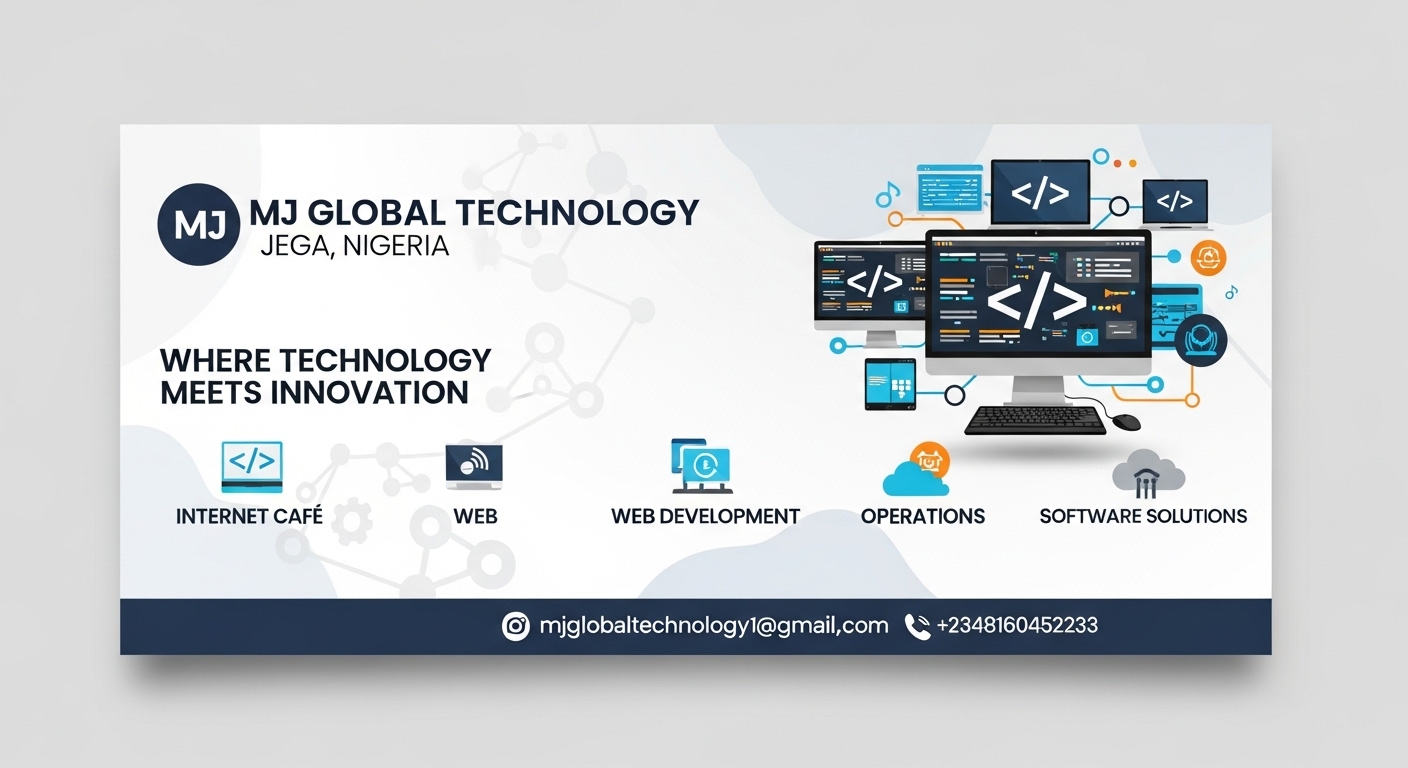 MJ
MJ GLOBAL TECHNOLOGY
JEGA, NIGERIA
WHERE TECHNOLOGY
MEETS INNOVATION
</>
</>
</>
</>
</>
INTERNET CAFÉ
WEB
WEB DEVELOPMENT
OPERATIONS
SOFTWARE SOLUTIONS
mjglobaltechnology1@gmail,com
+2348160452233